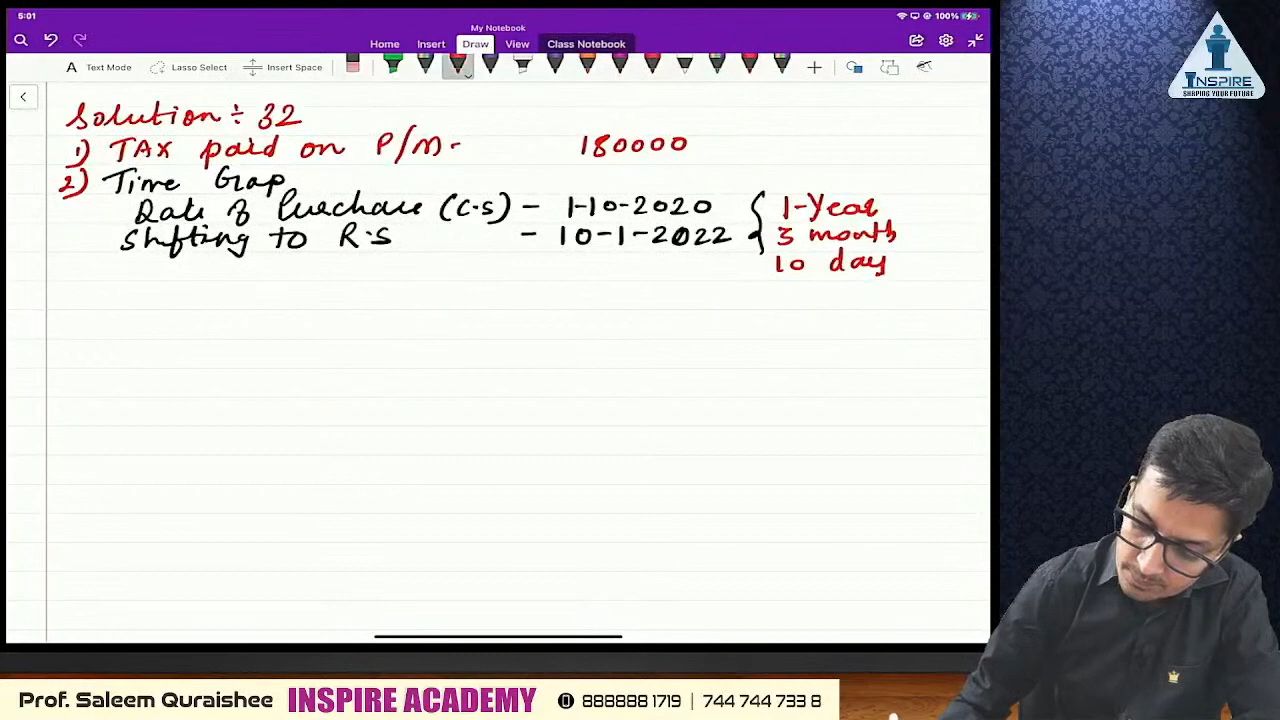 5:01
100%
My Notebook
Home Insert Draw View Class Notebook
A Text Mode Lasso Select Insert Space
INSPIRE
SHAPING YOUR FUTURE
Solution ÷ 32
1) TAX paid on P/M - 180000
2) Time Gap
Date of Purchase (C.S) - 1-10-2020 1-Year
Shifting to R.S - 10-1-2022 3 month
10 day
Prof. Saleem Quraishee INSPIRE ACADEMY 888888 1719 | 744 744 733 8